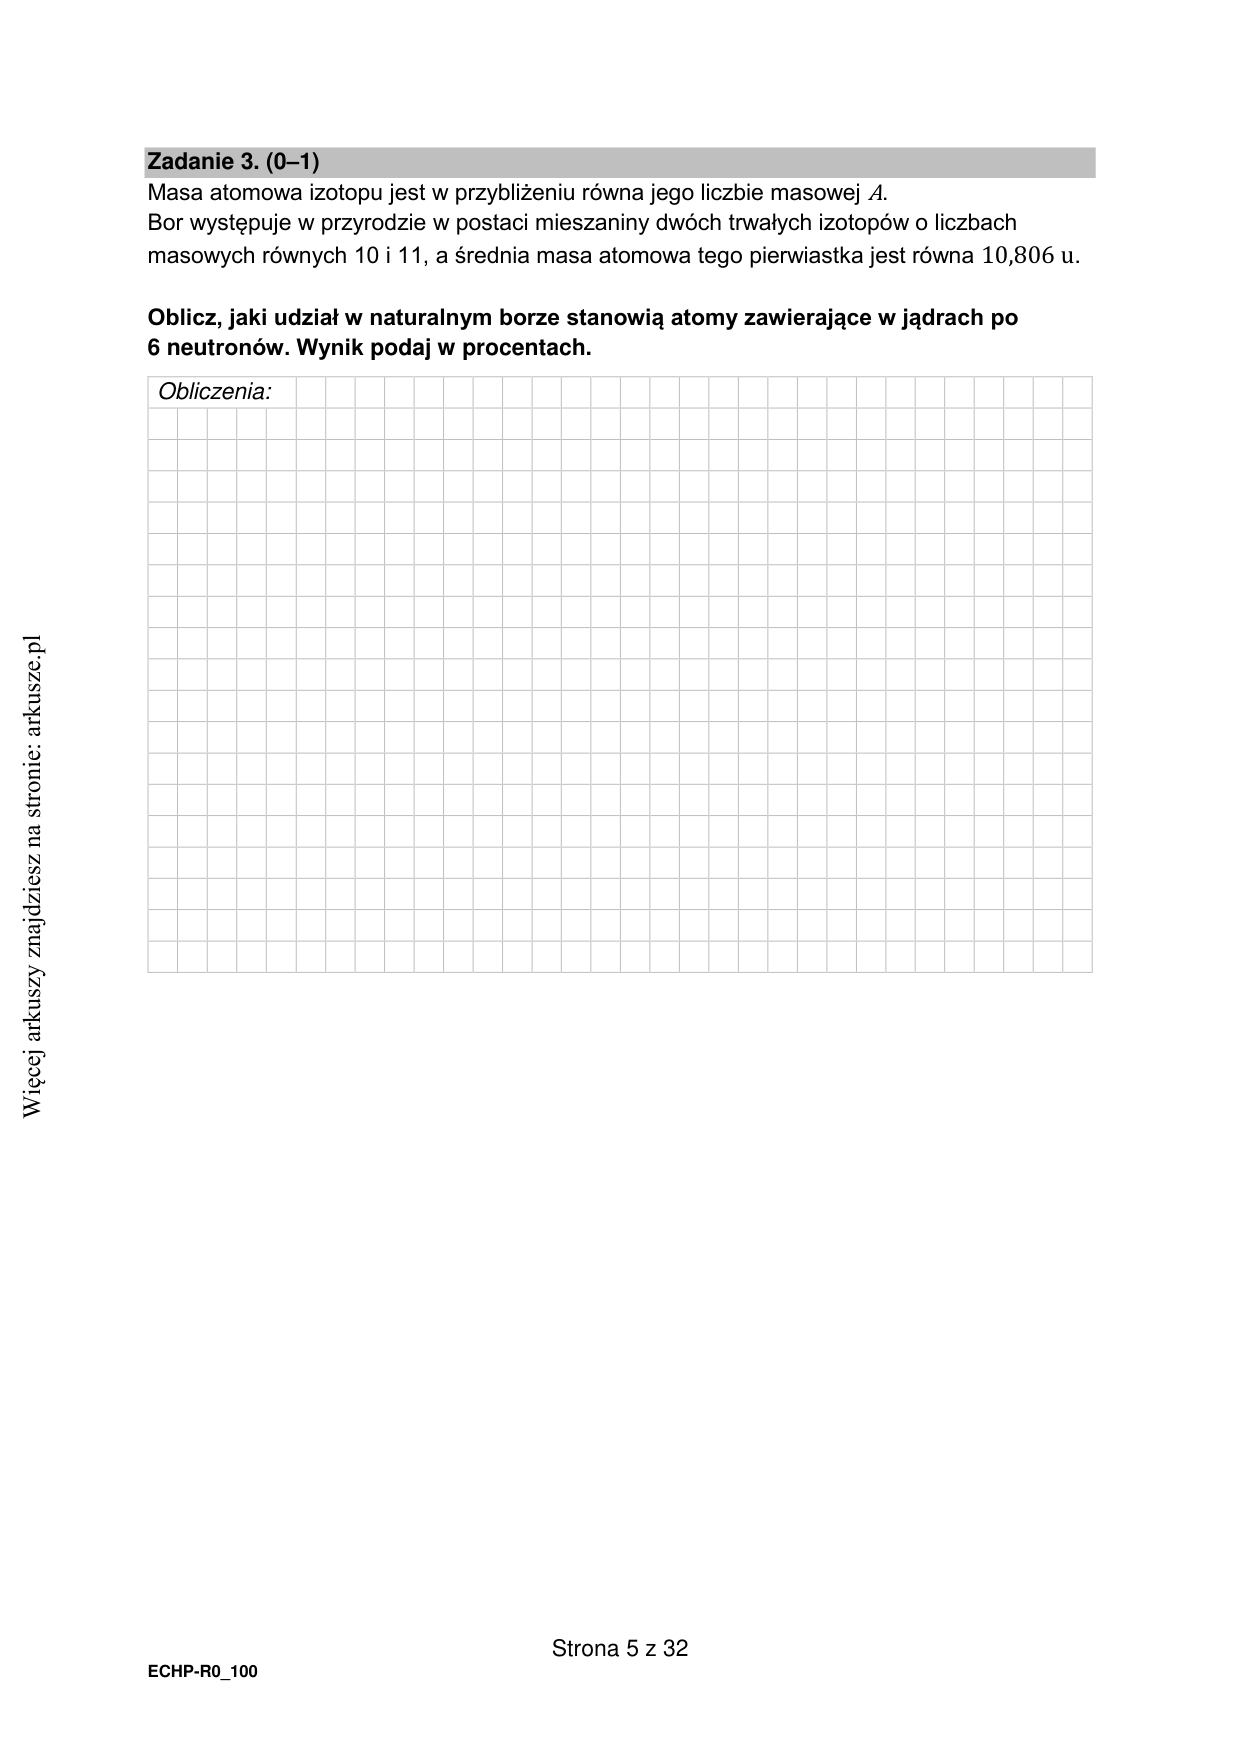 Zadanie 3. (0–1)
Masa atomowa izotopu jest w przybliżeniu równa jego liczbie masowej A.
Bor występuje w przyrodzie w postaci mieszaniny dwóch trwałych izotopów o liczbach
masowych równych 10 i 11, a średnia masa atomowa tego pierwiastka jest równa 10,806 u.
Oblicz, jaki udział w naturalnym borze stanowią atomy zawierające w jądrach po
6 neutronów. Wynik podaj w procentach.
Obliczenia:
Więcej arkuszy znajdziesz na stronie: arkusze.pl
Strona 5 z 32
ECHP-R0_100